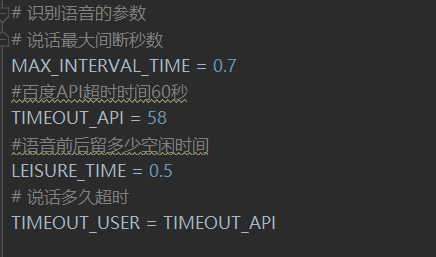 # 识别语音的参数
# 说话最大间断秒数
MAX_INTERVAL_TIME = 0.7
#百度API超时时间60秒
TIMEOUT_API = 58
#语音前后留多少空闲时间
LEISURE_TIME = 0.5
# 说话多久超时
TIMEOUT_USER = TIMEOUT_API